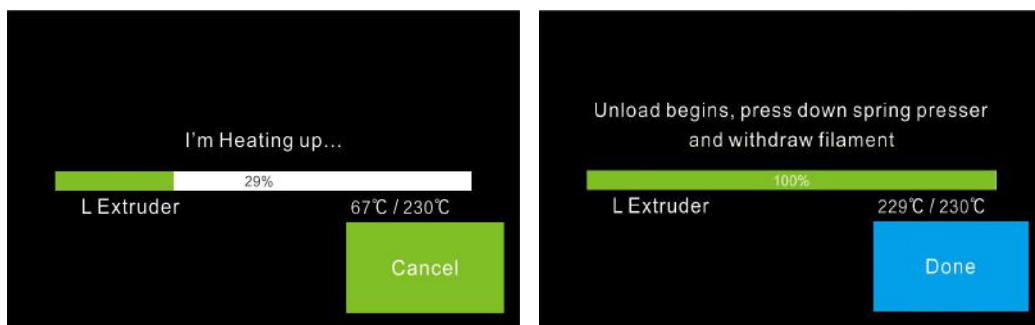 I'm Heating up...
29%
L Extruder 67℃ / 230℃
Cancel
Unload begins, press down spring presser
and withdraw filament
100%
L Extruder 229℃ / 230℃
Done